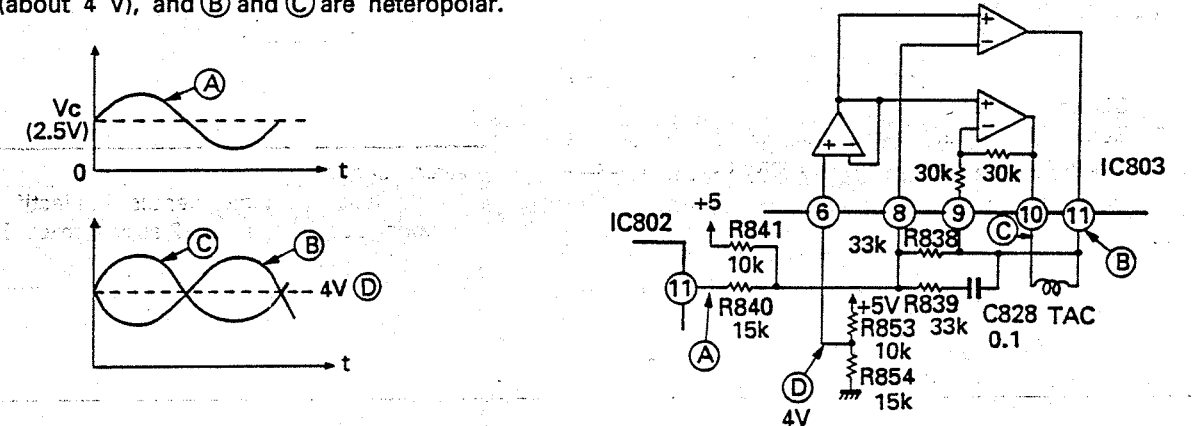 (about 4 V), and Ⓑ and Ⓒ are heteropolar.
Ⓐ
Vc
(2.5V)
0
t
Ⓒ
Ⓑ
4V Ⓓ
t
+
−
+
−
+ −
30k
30k
IC803
⑥
⑧
⑨
⑩
⑪
IC802
+5
R841
10k
33k
R838
Ⓒ
Ⓑ
⑪
R840
15k
Ⓐ
+5V
R853
10k
R839
33k
C828
0.1
TAC
R854
15k
Ⓓ
4V